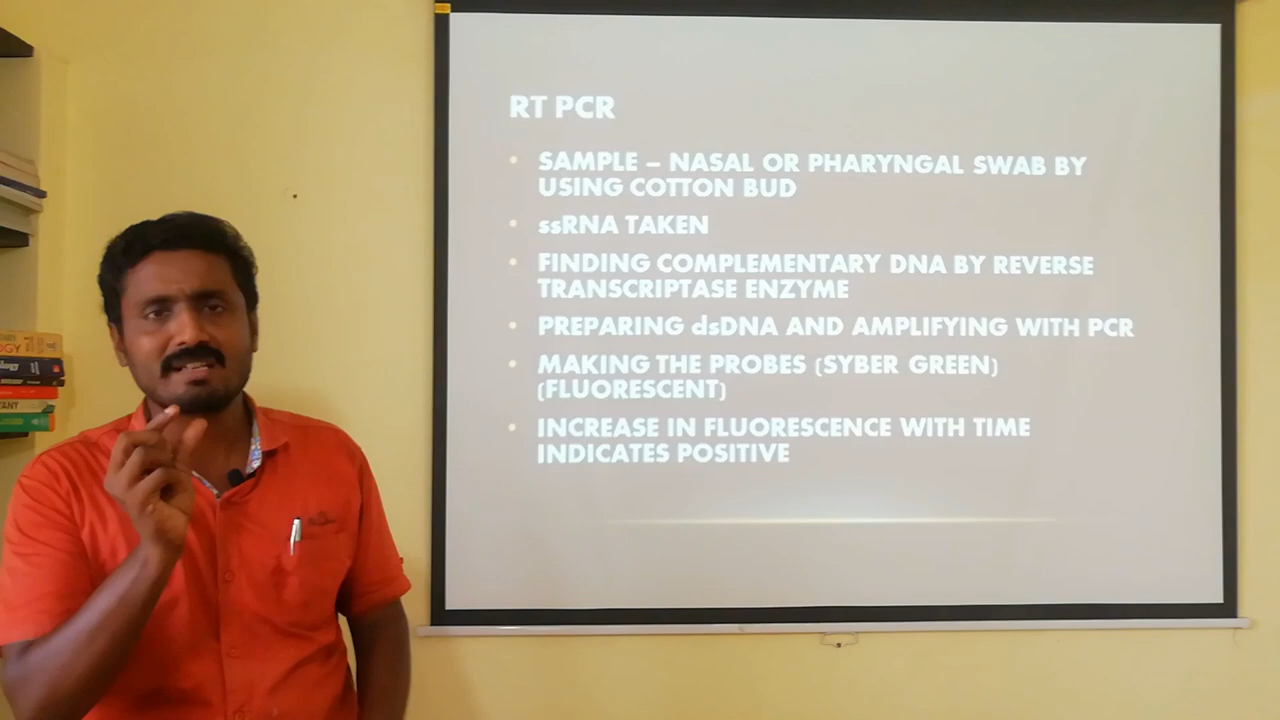 RT PCR
• SAMPLE – NASAL OR PHARYNGAL SWAB BY
USING COTTON BUD
• ssRNA TAKEN
• FINDING COMPLEMENTARY DNA BY REVERSE
TRANSCRIPTASE ENZYME
• PREPARING dsDNA AND AMPLIFYING WITH PCR
• MAKING THE PROBES (SYBER GREEN)
(FLUORESCENT)
• INCREASE IN FLUORESCENCE WITH TIME
INDICATES POSITIVE